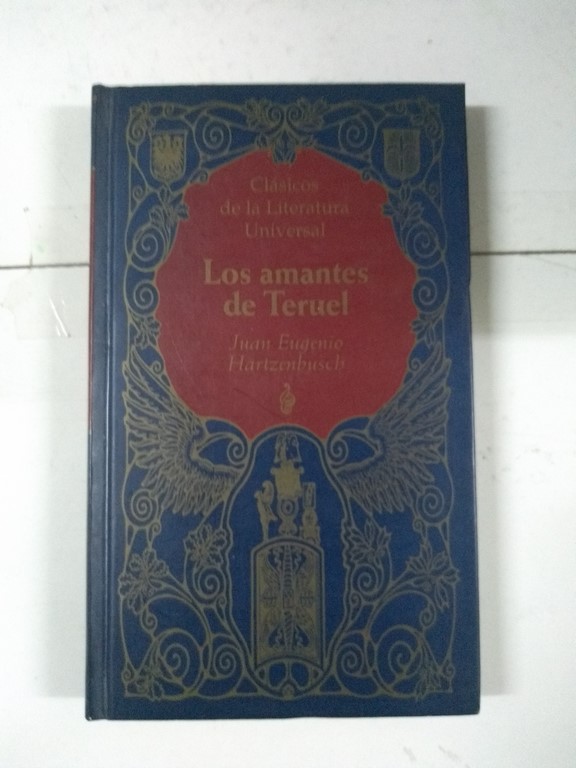 Clásicos
de la Literatura
Universal
Los amantes
de Teruel
Juan Eugenio
Hartzenbusch